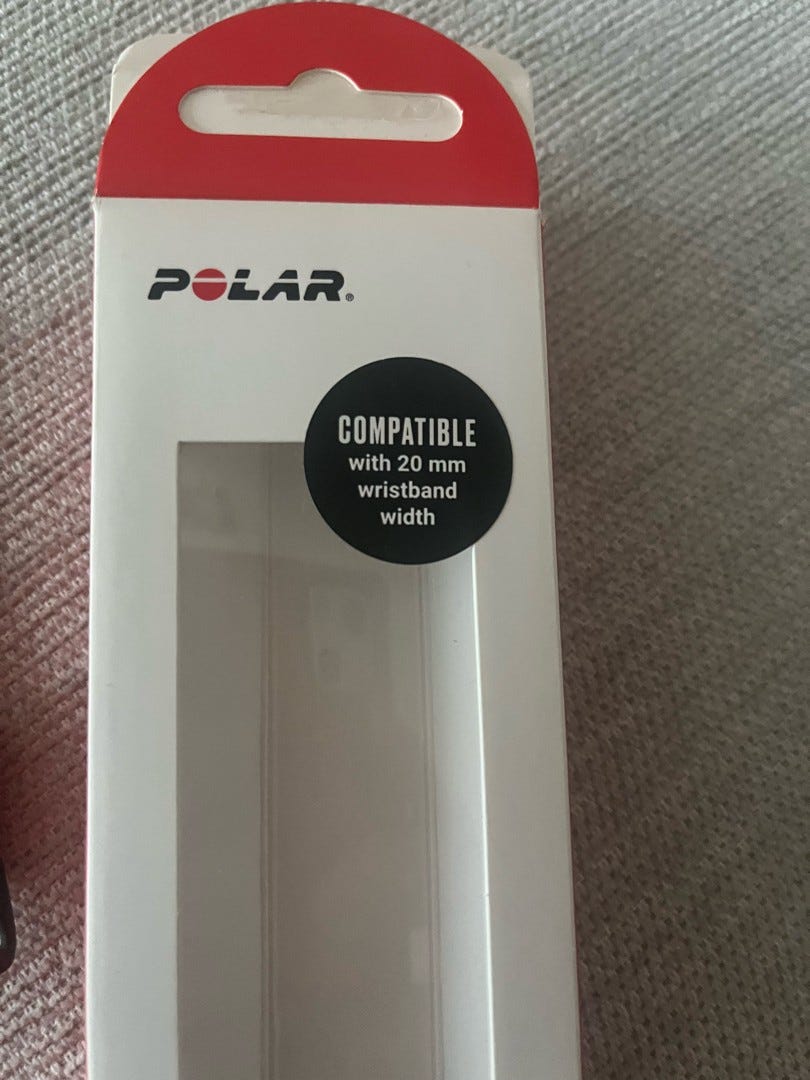 POLAR®
COMPATIBLE
with 20 mm
wristband
width